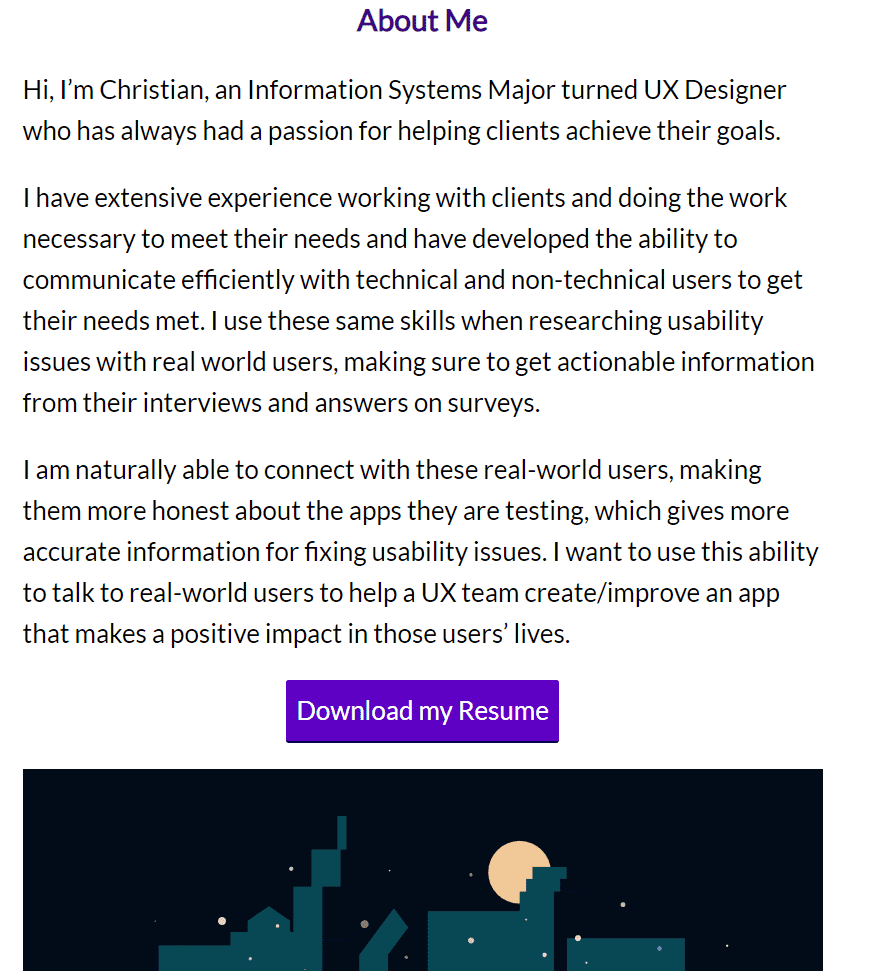 About Me
Hi, I’m Christian, an Information Systems Major turned UX Designer
who has always had a passion for helping clients achieve their goals.
I have extensive experience working with clients and doing the work
necessary to meet their needs and have developed the ability to
communicate efficiently with technical and non-technical users to get
their needs met. I use these same skills when researching usability
issues with real world users, making sure to get actionable information
from their interviews and answers on surveys.
I am naturally able to connect with these real-world users, making
them more honest about the apps they are testing, which gives more
accurate information for fixing usability issues. I want to use this ability
to talk to real-world users to help a UX team create/improve an app
that makes a positive impact in those users’ lives.
Download my Resume